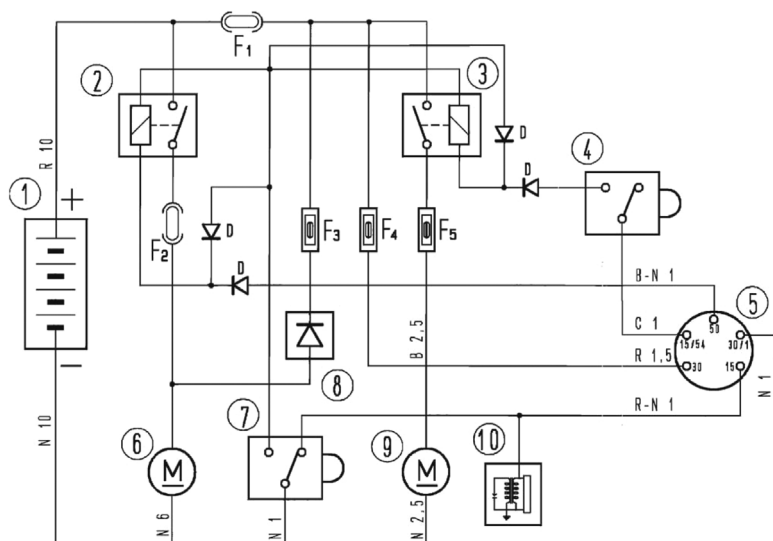 F1
2
3
D
4
R 10
1
+
D
F2
D
F3
F4
F5
D
B-N 1
5
50
C 1
15/54
30/1
B 2,5
R 1,5
30
15
N 1
−
8
R-N 1
7
N 10
6
9
10
M
M
N 6
N 1
N 2,5